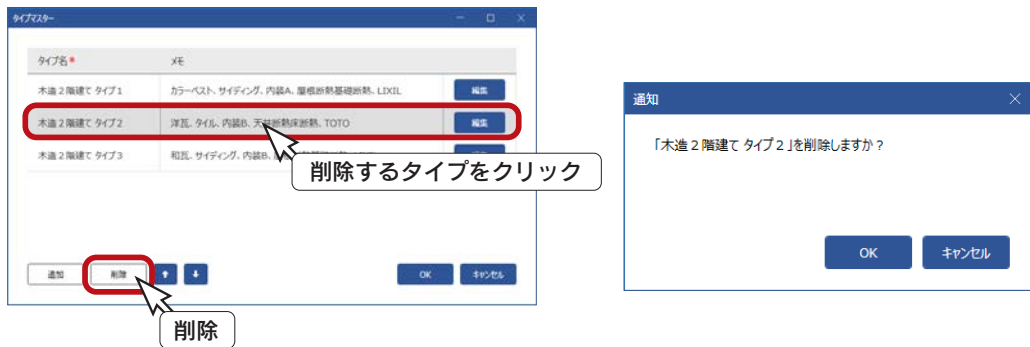 タイプマスター
タイプ名* メモ
木造2階建て タイプ1 カラーベスト、サイディング、内装A、屋根断熱基礎断熱、LIXIL 編集
木造2階建て タイプ2 洋瓦、タイル、内装B、天井断熱床断熱、TOTO 編集
木造2階建て タイプ3 和瓦、サイディング、内装B、
削除するタイプをクリック
追加 削除 OK キャンセル
削除
通知
「木造2階建て タイプ2」を削除しますか?
OK キャンセル